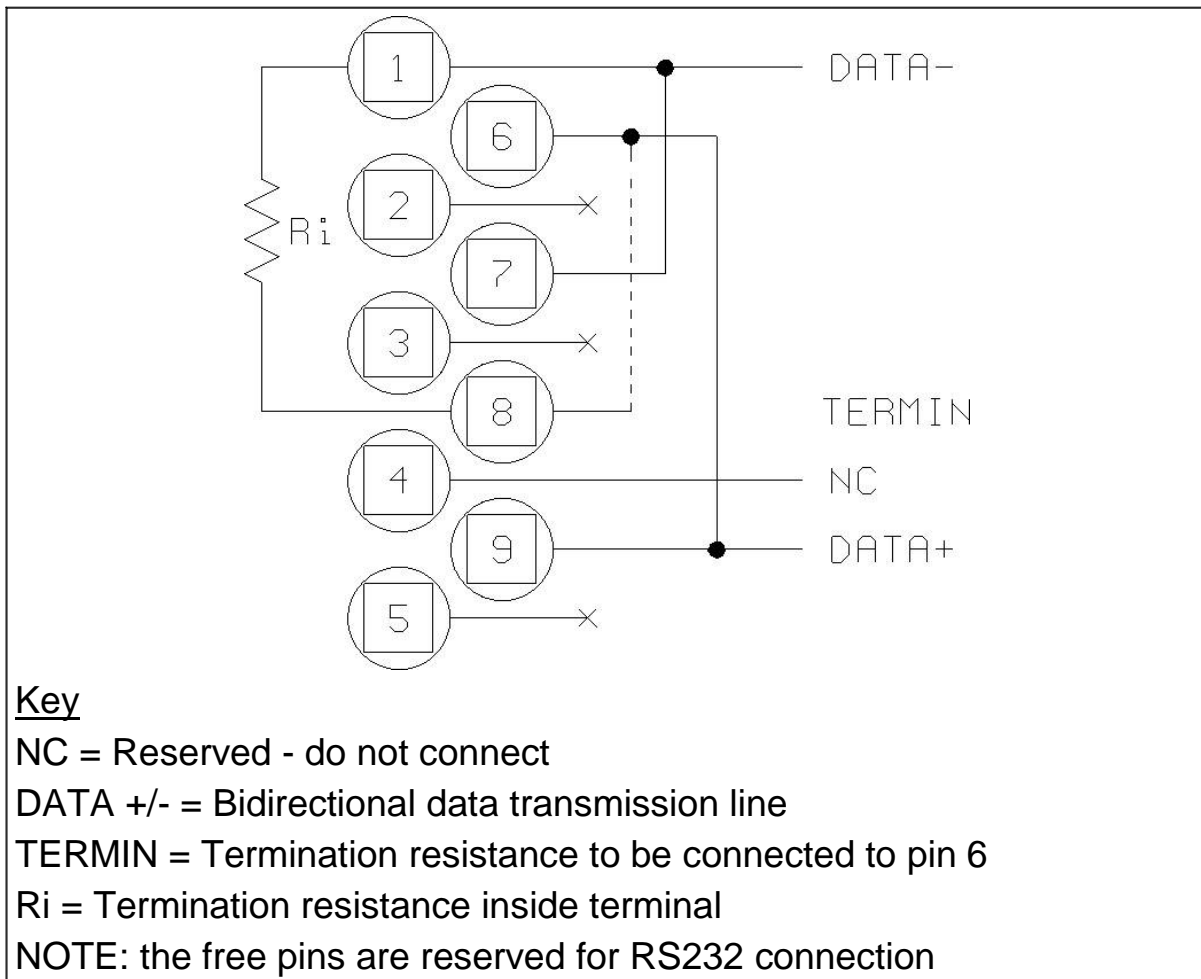 1 DATA-
6
2
Ri
7
3
8 TERMIN
4 NC
9 DATA+
5
Key
NC = Reserved - do not connect
DATA +/- = Bidirectional data transmission line
TERMIN = Termination resistance to be connected to pin 6
Ri = Termination resistance inside terminal
NOTE: the free pins are reserved for RS232 connection